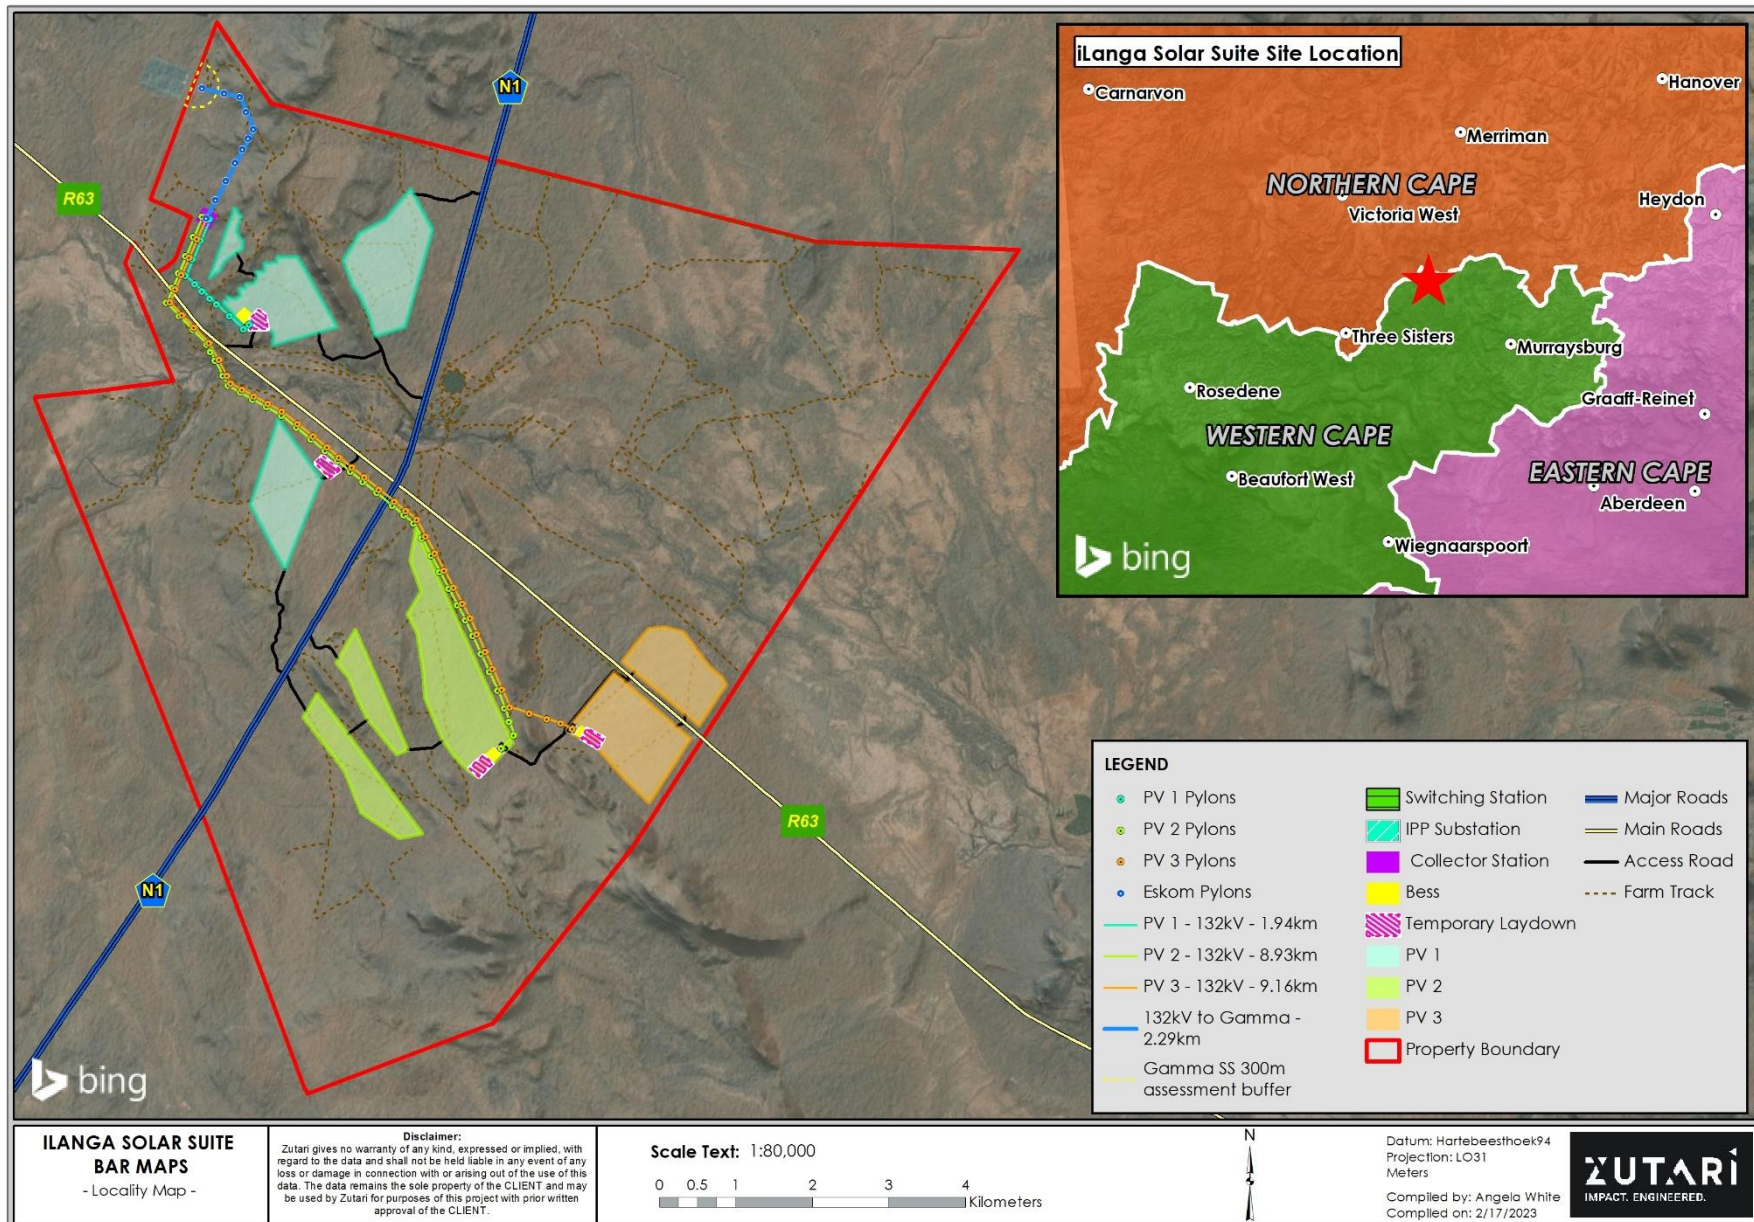 N1
R63
R63
N1
bing
iLanga Solar Suite Site Location
Carnarvon
Hanover
Merriman
NORTHERN CAPE
Victoria West
Heydon
Three Sisters
Murraysburg
Rosedene
Graaff-Reinet
WESTERN CAPE
EASTERN CAPE
Beaufort West
Aberdeen
Wiegnaarspoort
bing
LEGEND
PV 1 Pylons
PV 2 Pylons
PV 3 Pylons
Eskom Pylons
PV 1 - 132kV - 1.94km
PV 2 - 132kV - 8.93km
PV 3 - 132kV - 9.16km
132kV to Gamma -
2.29km
Gamma SS 300m
assessment buffer
Switching Station
IPP Substation
Collector Station
Bess
Temporary Laydown
PV 1
PV 2
PV 3
Property Boundary
Major Roads
Main Roads
Access Road
Farm Track
ILANGA SOLAR SUITE
BAR MAPS
- Locality Map -
Disclaimer:
Zutari gives no warranty of any kind, expressed or implied, with
regard to the data and shall not be held liable in any event of any
loss or damage in connection with or arising out of the use of this
data. The data remains the sole property of the CLIENT and may
be used by Zutari for purposes of this project with prior written
approval of the CLIENT.
Scale Text: 1:80,000
0 0.5 1 2 3 4
Kilometers
N
Datum: Hartebeesthoek94
Projection: LO31
Meters
Compiled by: Angela White
Compiled on: 2/17/2023
ZUTARI
IMPACT. ENGINEERED.